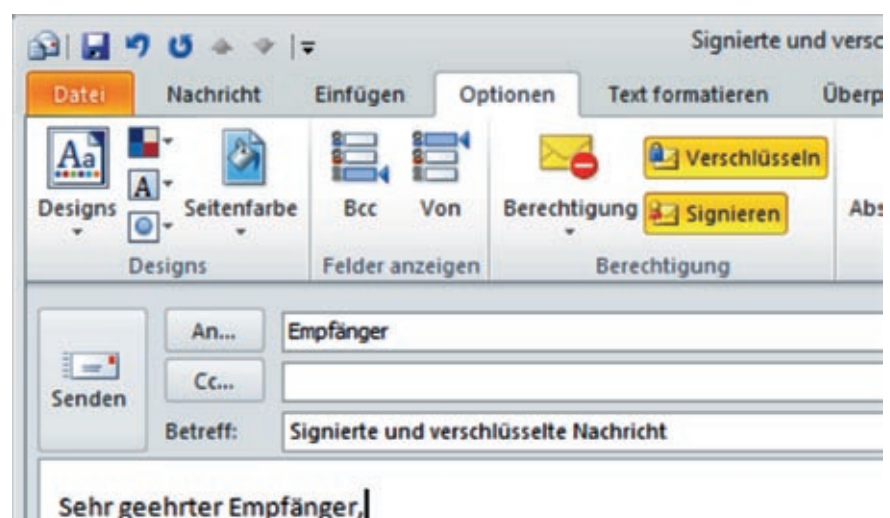 Signierte und versc
Datei Nachricht Einfügen Optionen Text formatieren Überp
Aa Verschlüsseln
A
Designs Seitenfarbe Bcc Von Berechtigung Signieren Abs
Designs Felder anzeigen Berechtigung
An... Empfänger
Cc...
Senden
Betreff: Signierte und verschlüsselte Nachricht
Sehr geehrter Empfänger,